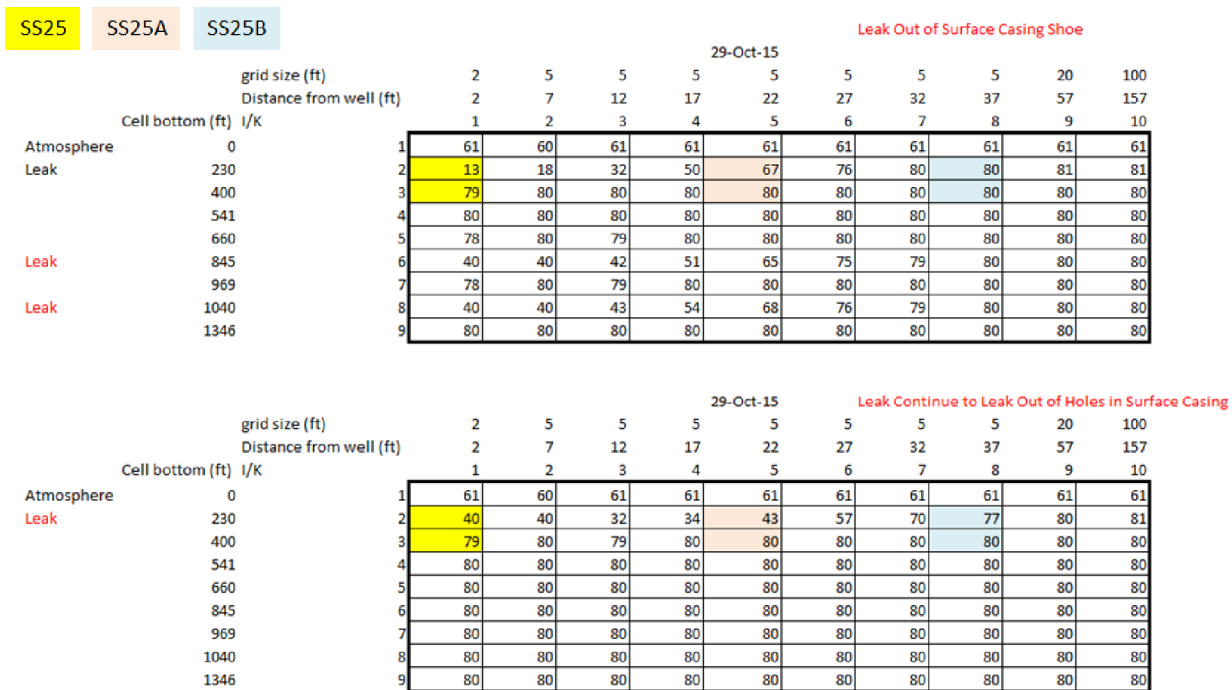 SS25 SS25A SS25B
Leak Out of Surface Casing Shoe
29-Oct-15
grid size (ft) 2 5 5 5 5 5 5 5 20 100
Distance from well (ft) 2 7 12 17 22 27 32 37 57 157
Cell bottom (ft) I/K 1 2 3 4 5 6 7 8 9 10
Atmosphere 0 1 61 60 61 61 61 61 61 61 61 61
Leak 230 2 13 18 32 50 67 76 80 80 81 81
400 3 79 80 80 80 80 80 80 80 80 80
541 4 80 80 80 80 80 80 80 80 80 80
660 5 78 80 79 80 80 80 80 80 80 80
Leak 845 6 40 40 42 51 65 75 79 80 80 80
969 7 78 80 79 80 80 80 80 80 80 80
Leak 1040 8 40 40 43 54 68 76 79 80 80 80
1346 9 80 80 80 80 80 80 80 80 80 80
29-Oct-15 Leak Continue to Leak Out of Holes in Surface Casing
grid size (ft) 2 5 5 5 5 5 5 5 20 100
Distance from well (ft) 2 7 12 17 22 27 32 37 57 157
Cell bottom (ft) I/K 1 2 3 4 5 6 7 8 9 10
Atmosphere 0 1 61 60 61 61 61 61 61 61 61 61
Leak 230 2 40 40 32 34 43 57 70 77 80 81
400 3 79 80 79 80 80 80 80 80 80 80
541 4 80 80 80 80 80 80 80 80 80 80
660 5 80 80 80 80 80 80 80 80 80 80
845 6 80 80 80 80 80 80 80 80 80 80
969 7 80 80 80 80 80 80 80 80 80 80
1040 8 80 80 80 80 80 80 80 80 80 80
1346 9 80 80 80 80 80 80 80 80 80 80